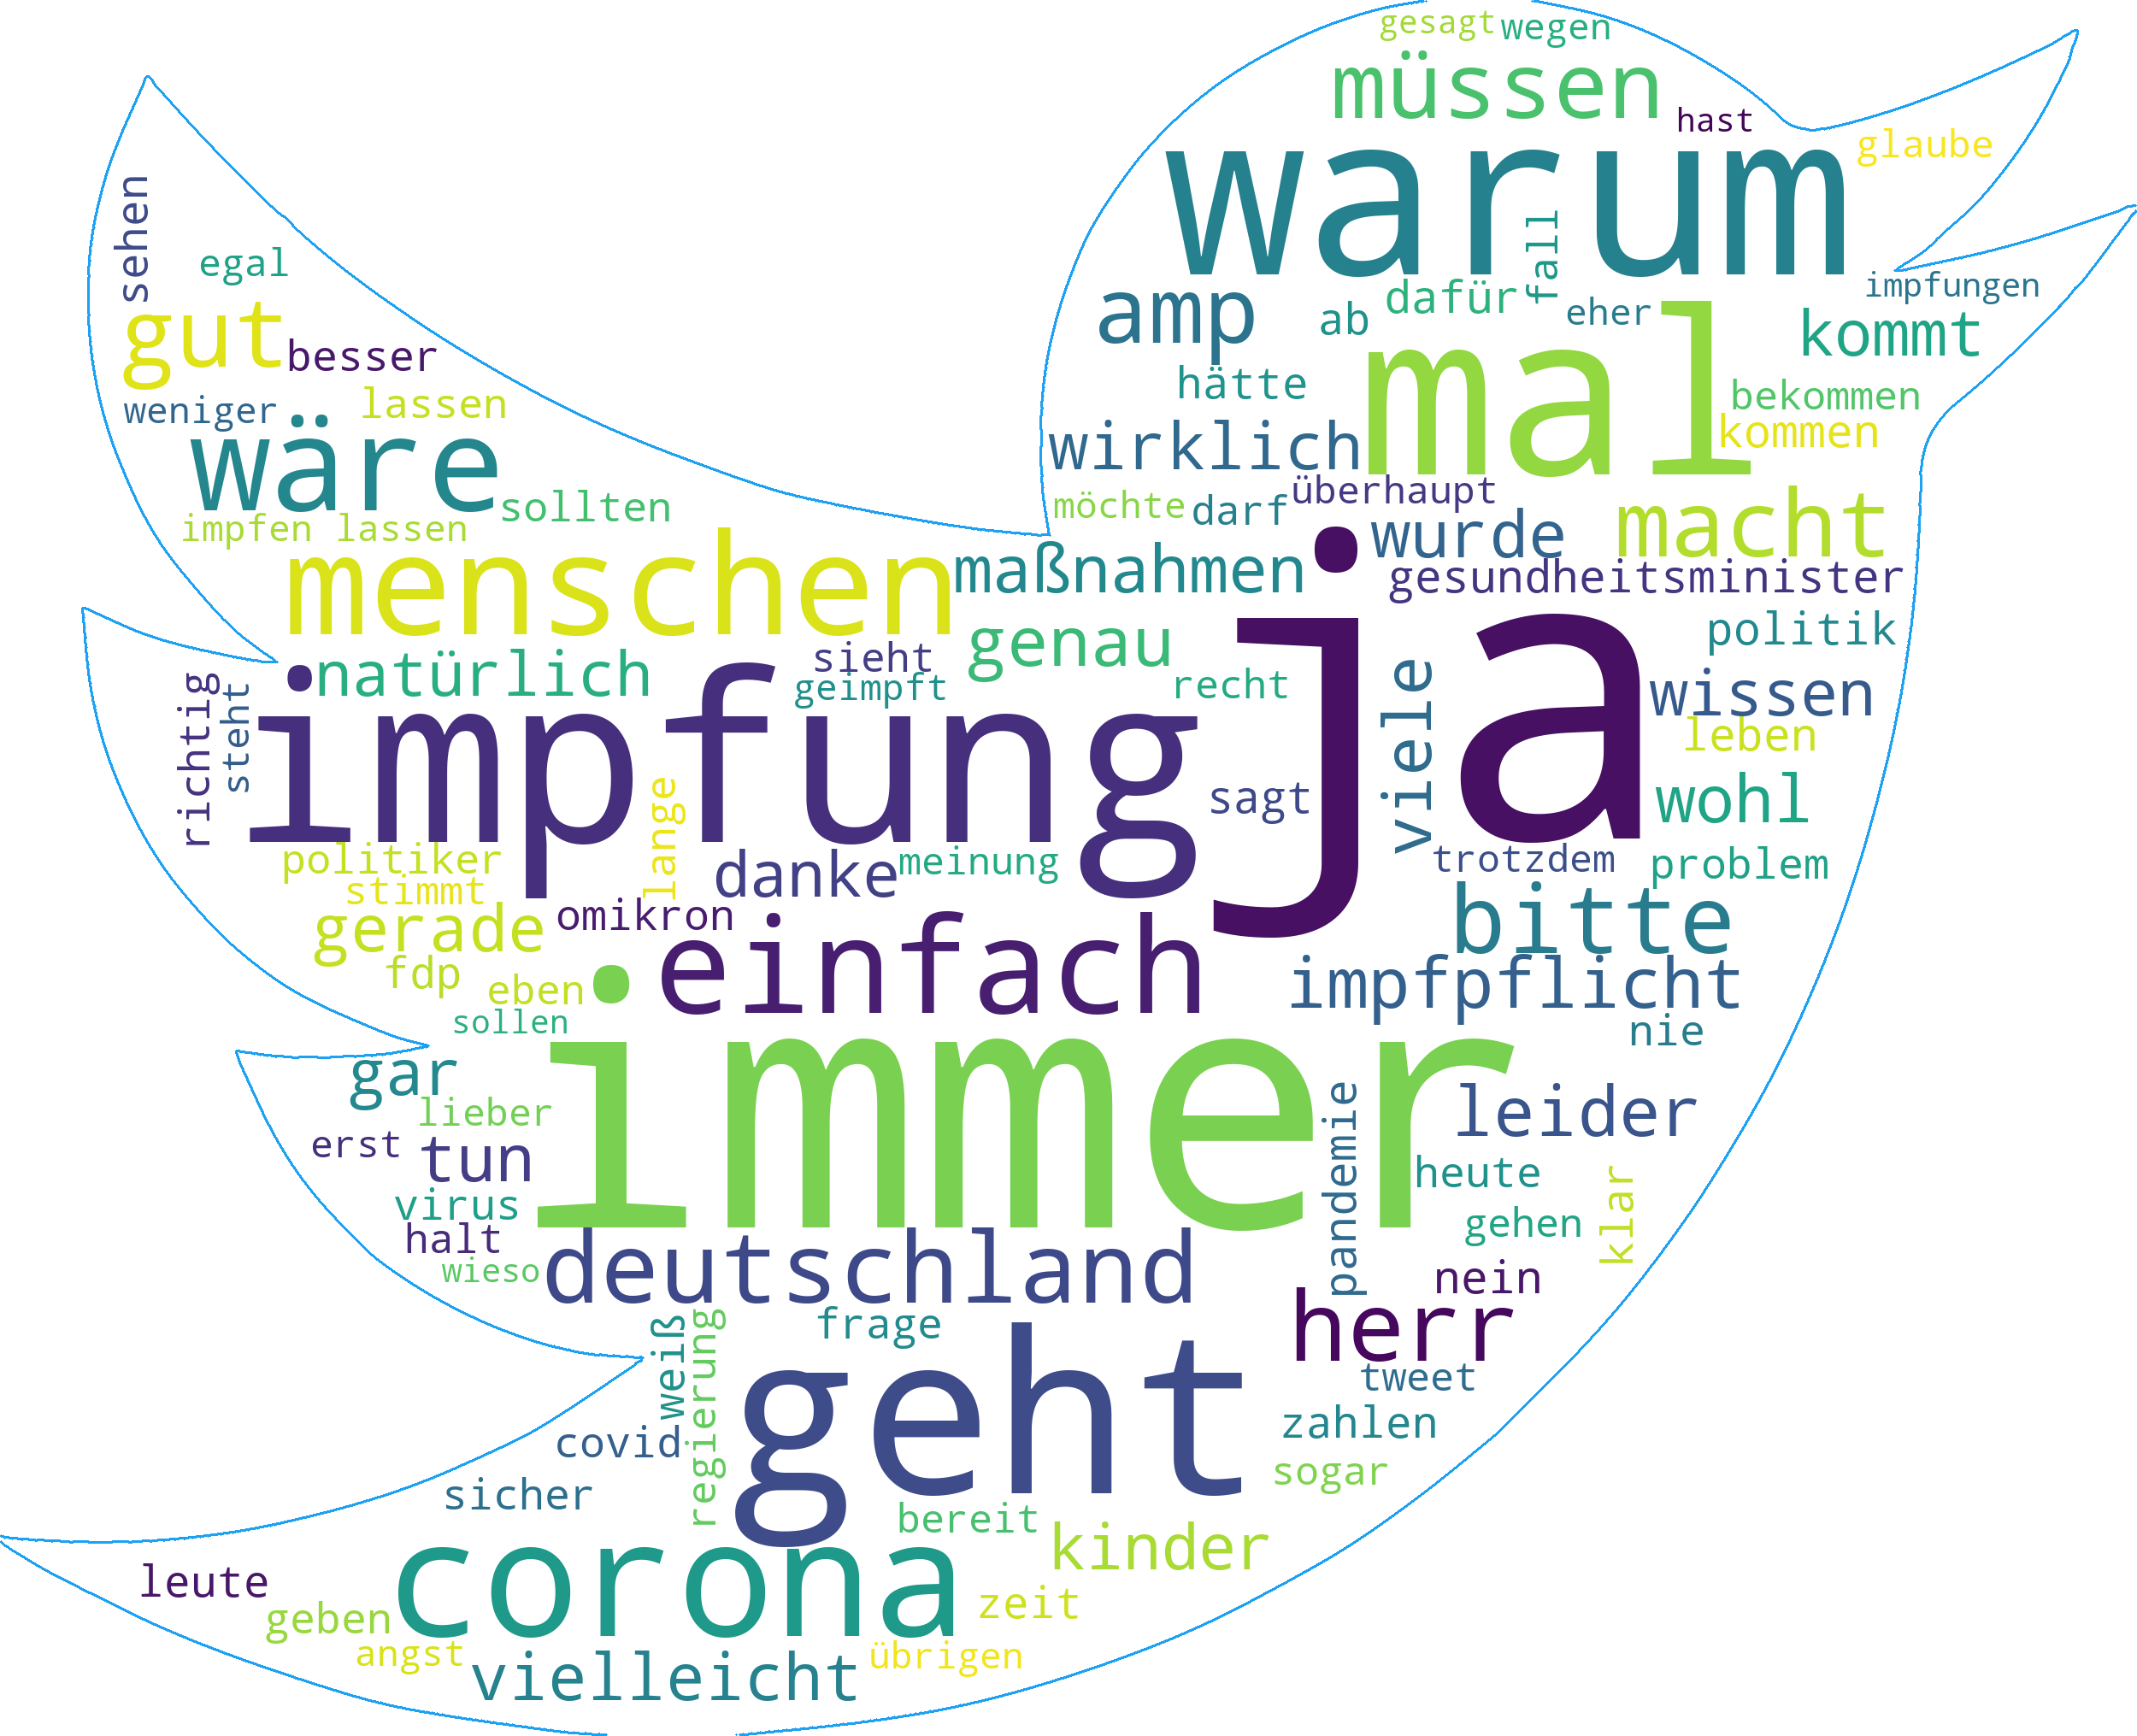 gesagt wegen
müssen
hast
glaube
warum
sehen
egal
fall
impfungen
amp
ab
dafür
eher
kommt
gut
besser
mal
hätte
bekommen
weniger
lassen
wirklich
kommen
wäre
sollten
möchte
darf
überhaupt
macht
impfen lassen
wurde
menschen
maßnahmen
gesundheitsminister
ja
politik
natürlich
sieht
genau
geimpft
recht
viele
wissen
richtig
steht
leben
impfung
lange
sagt
wohl
politiker
danke
meinung
trotzdem
problem
stimmt
gerade
omikron
einfach
bitte
fdp
eben
impfpflicht
sollen
nie
immer
gar
lieber
leider
erst
tun
pandemie
heute
klar
virus
halt
gehen
wieso
deutschland
nein
weiß
regierung
frage
herr
geht
tweet
covid
zahlen
sicher
sogar
bereit
kinder
corona
leute
geben
zeit
angst
vielleicht
übrigen